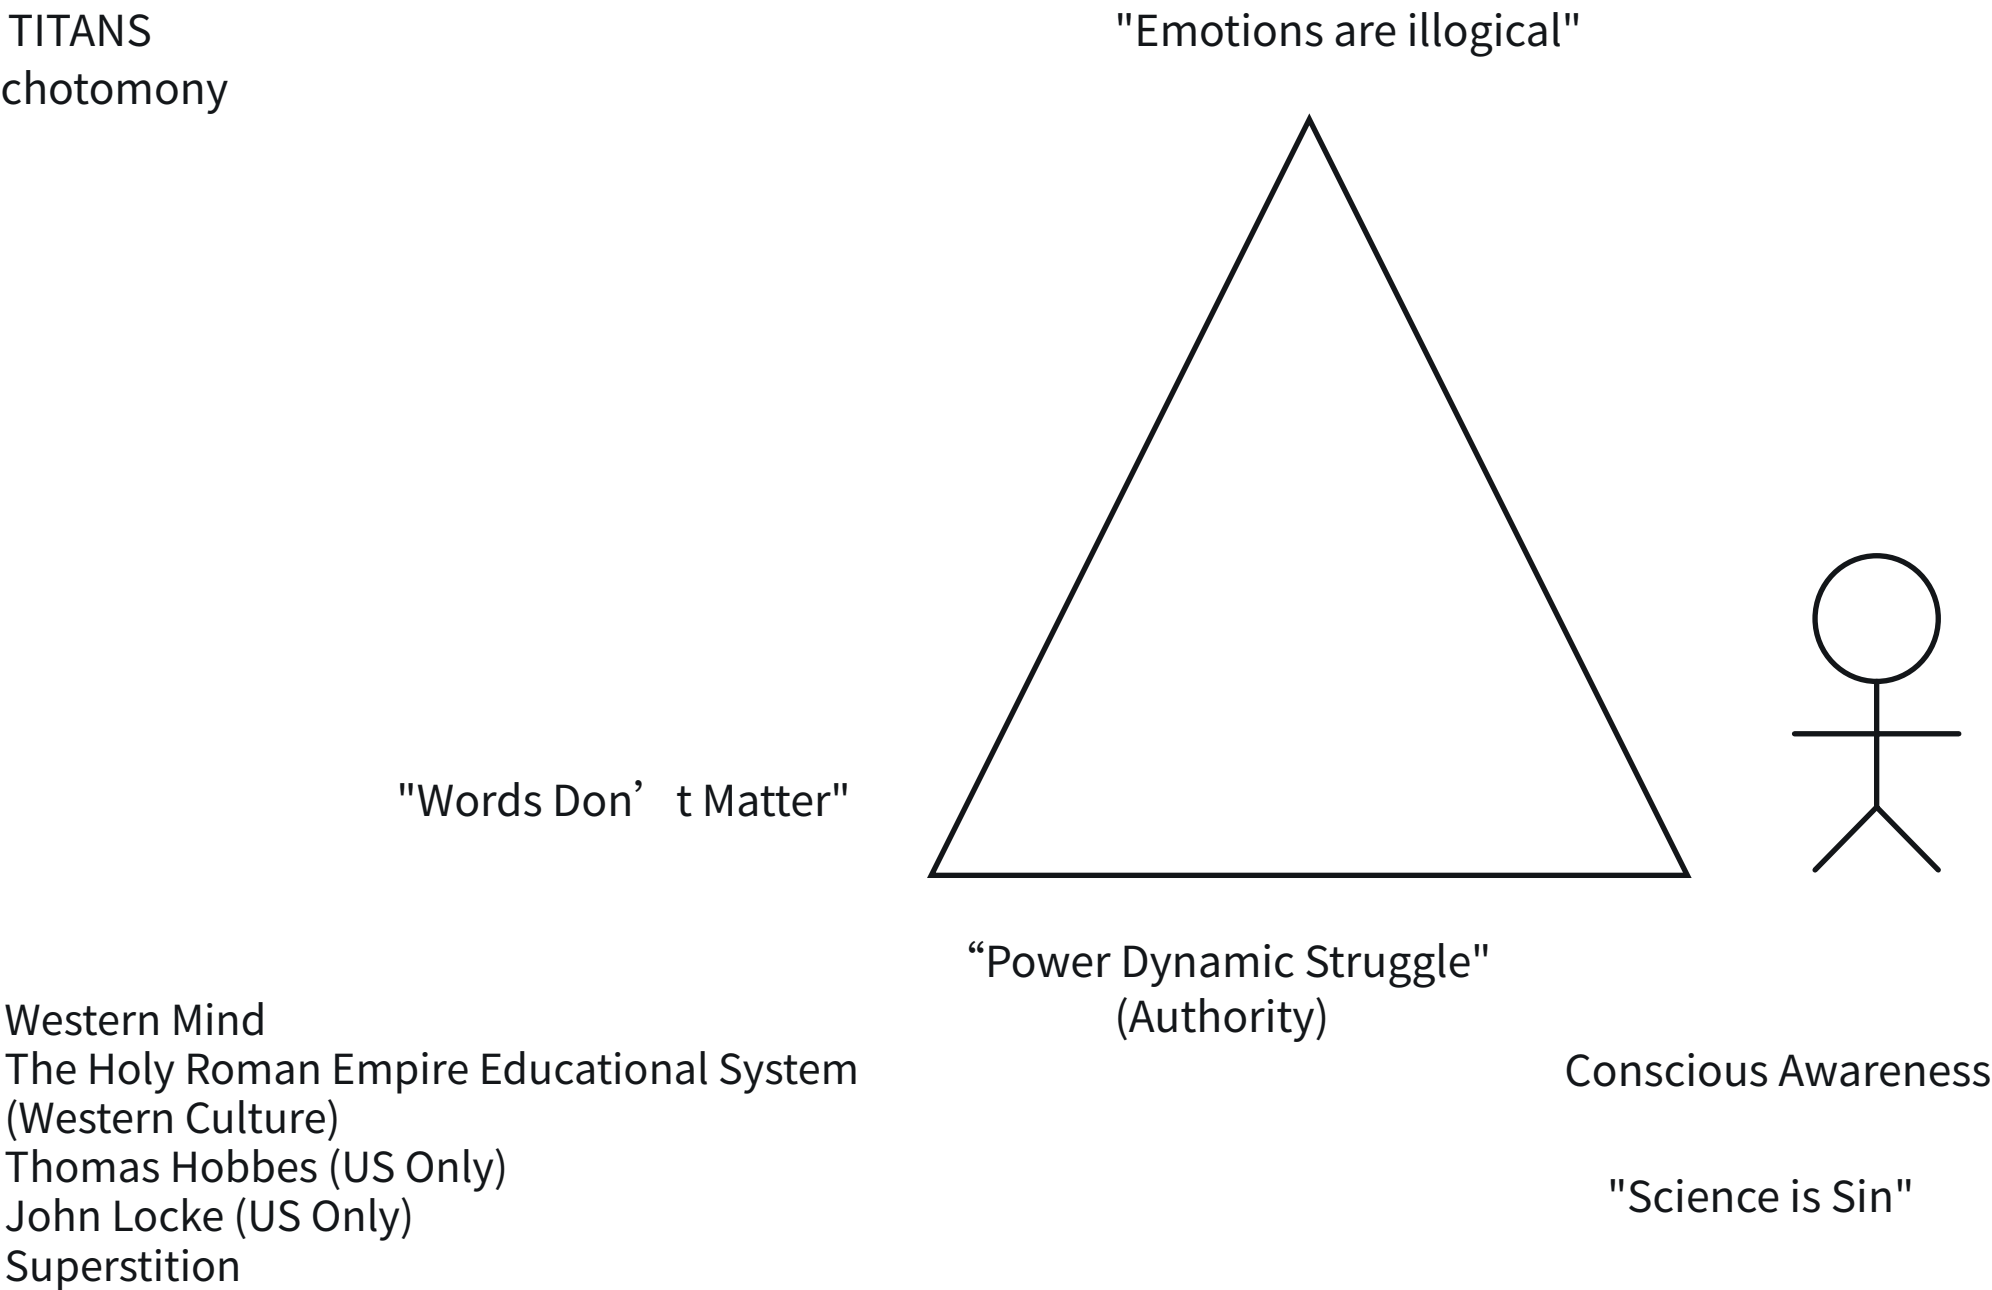 TITANS
chotomony
"Emotions are illogical"
"Words Don’t Matter"
“Power Dynamic Struggle"
(Authority)
Western Mind
The Holy Roman Empire Educational System
(Western Culture)
Thomas Hobbes (US Only)
John Locke (US Only)
Superstition
Conscious Awareness
"Science is Sin"